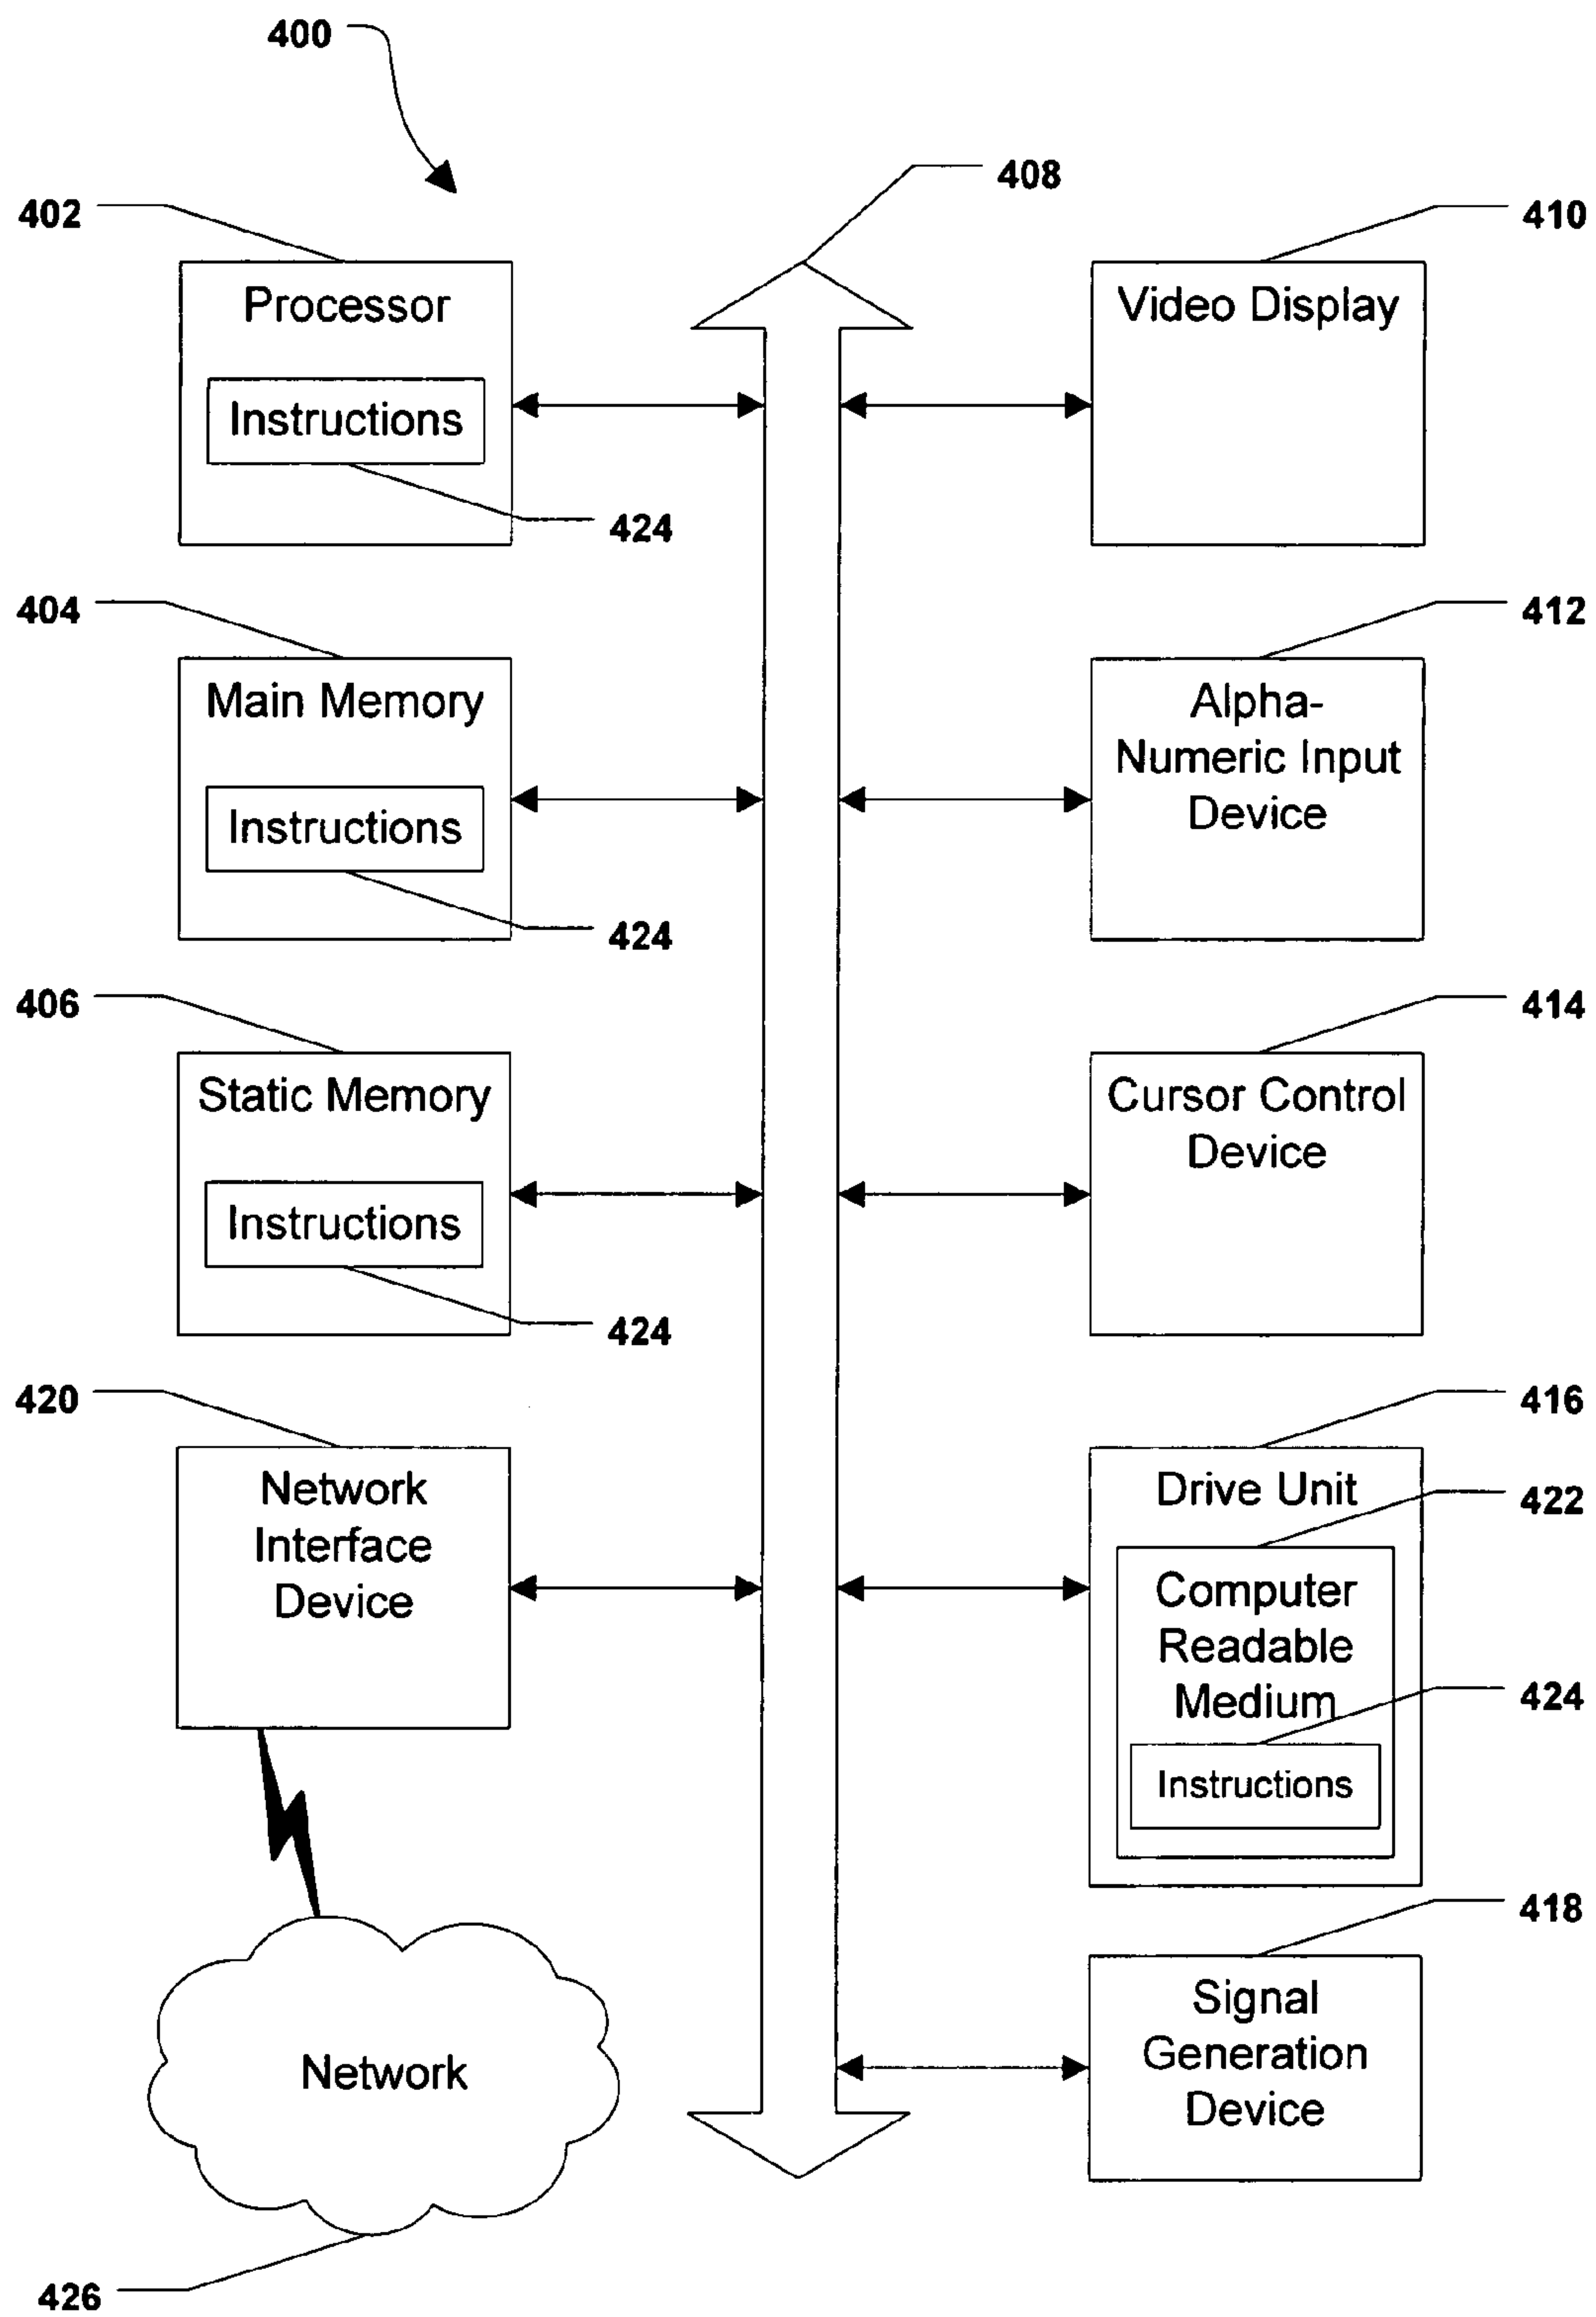 400
408
402
410
Processor
Instructions
424
Video Display
404
412
Main Memory
Instructions
424
Alpha-
Numeric Input
Device
406
414
Static Memory
Instructions
424
Cursor Control
Device
420
416
Network
Interface
Device
Drive Unit
422
Computer
Readable
Medium
424
Instructions
418
Signal
Generation
Device
Network
426